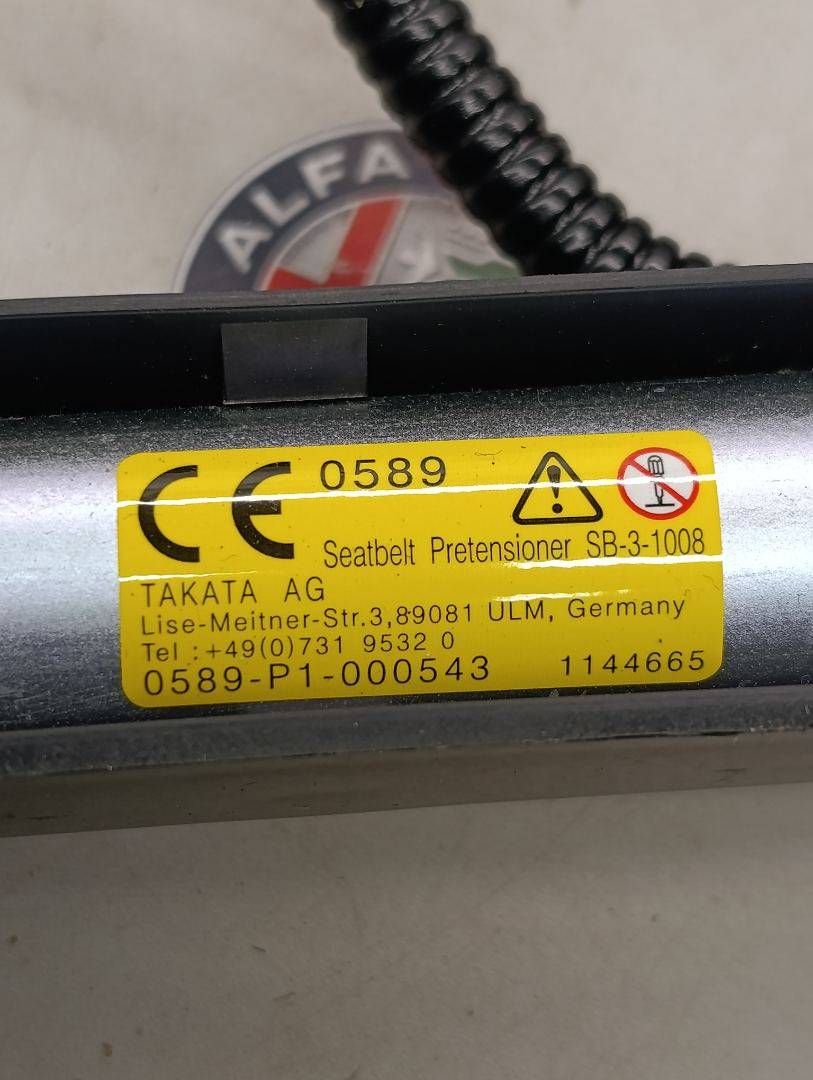 ALFA
CE 0589
Seatbelt Pretensioner SB-3-1008
TAKATA AG
Lise-Meitner-Str.3,89081 ULM, Germany
Tel :+49(0)731 9532 0
0589-P1-000543 1144665